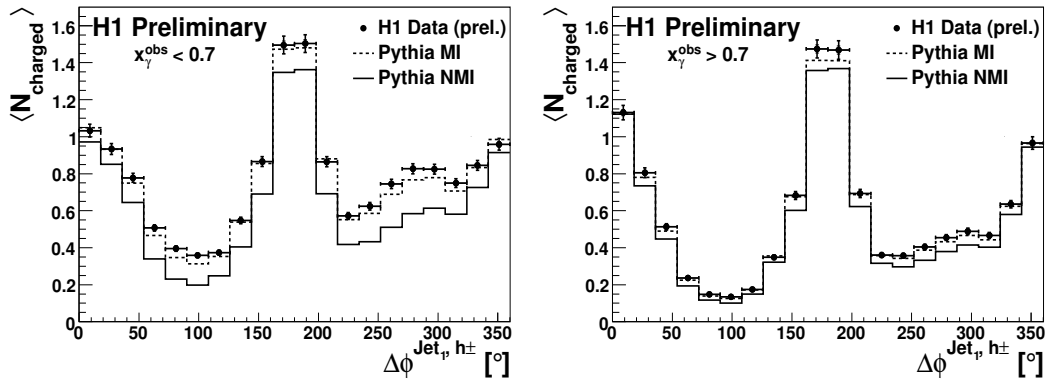 H1 Preliminary
x_γ^obs < 0.7
H1 Data (prel.)
Pythia MI
Pythia NMI
⟨N_charged⟩
1.6
1.4
1.2
1
0.8
0.6
0.4
0.2
0
0 50 100 150 200 250 300 350
Δϕ^Jet₁, h± [°]
H1 Preliminary
x_γ^obs > 0.7
H1 Data (prel.)
Pythia MI
Pythia NMI
⟨N_charged⟩
1.6
1.4
1.2
1
0.8
0.6
0.4
0.2
0
0 50 100 150 200 250 300 350
Δϕ^Jet₁, h± [°]